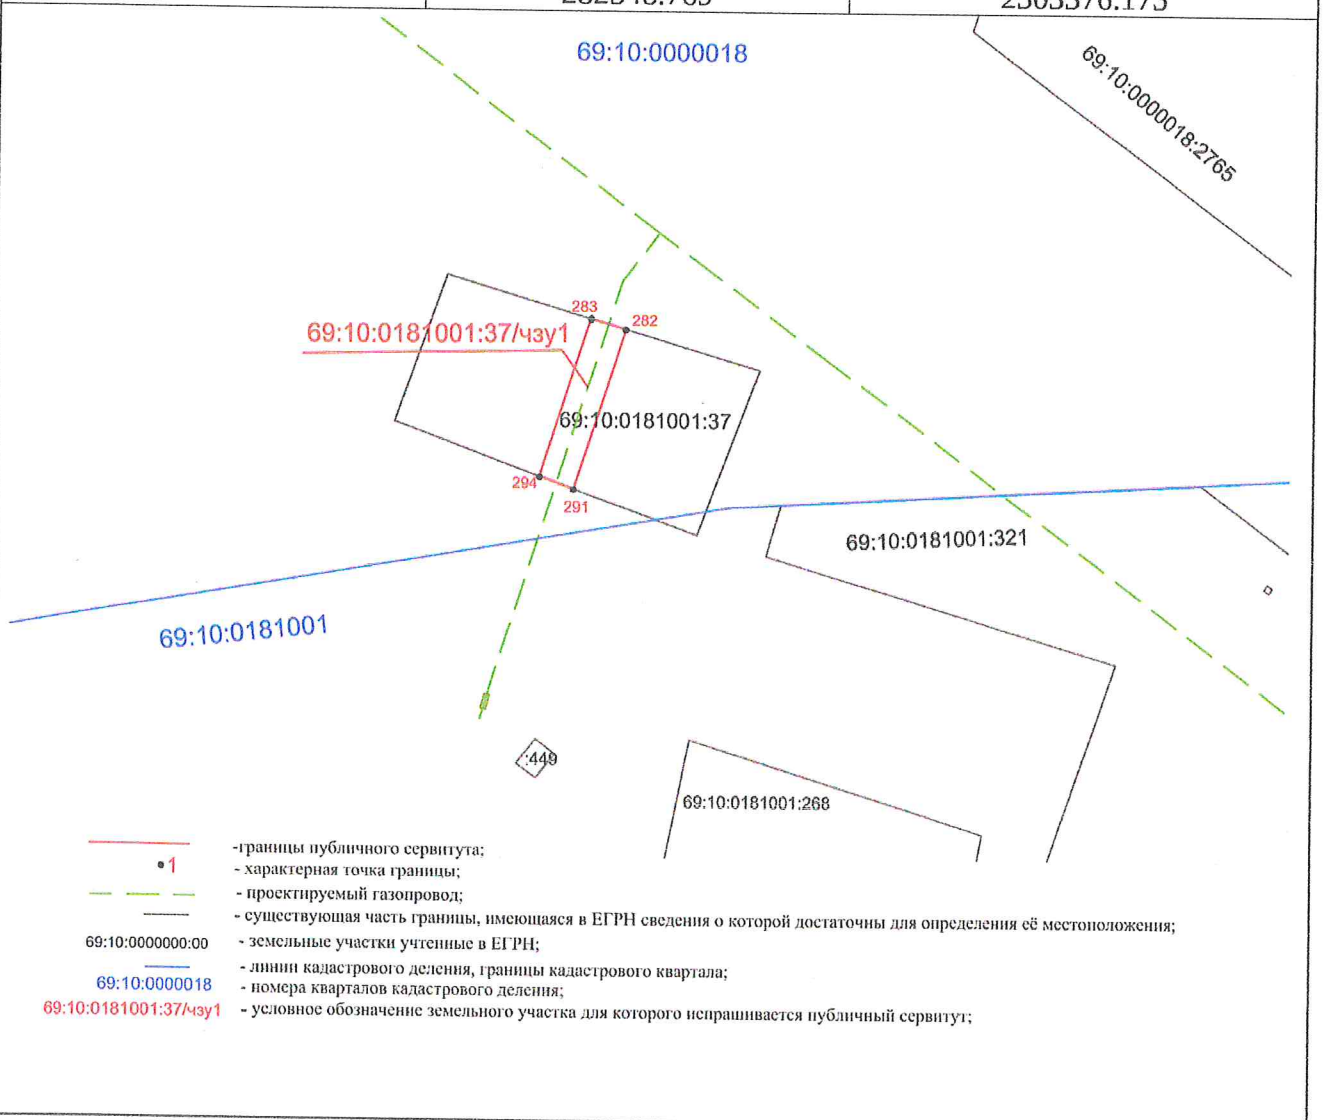 69:10:0000018
69:10:0000018:2765
283
282
69:10:0181001:37/чзу1
69:10:0181001:37
294
291
69:10:0181001:321
69:10:0181001
:449
69:10:0181001:268
-границы публичного сервитута;
1 - характерная точка границы;
- проектируемый газопровод;
- существующая часть границы, имеющаяся в ЕГРН сведения о которой достаточны для определения её местоположения;
69:10:0000000:00 - земельные участки учтенные в ЕГРН;
- линии кадастрового деления, границы кадастрового квартала;
69:10:0000018 - номера кварталов кадастрового деления;
69:10:0181001:37/чзу1 - условное обозначение земельного участка для которого испрашивается публичный сервитут;